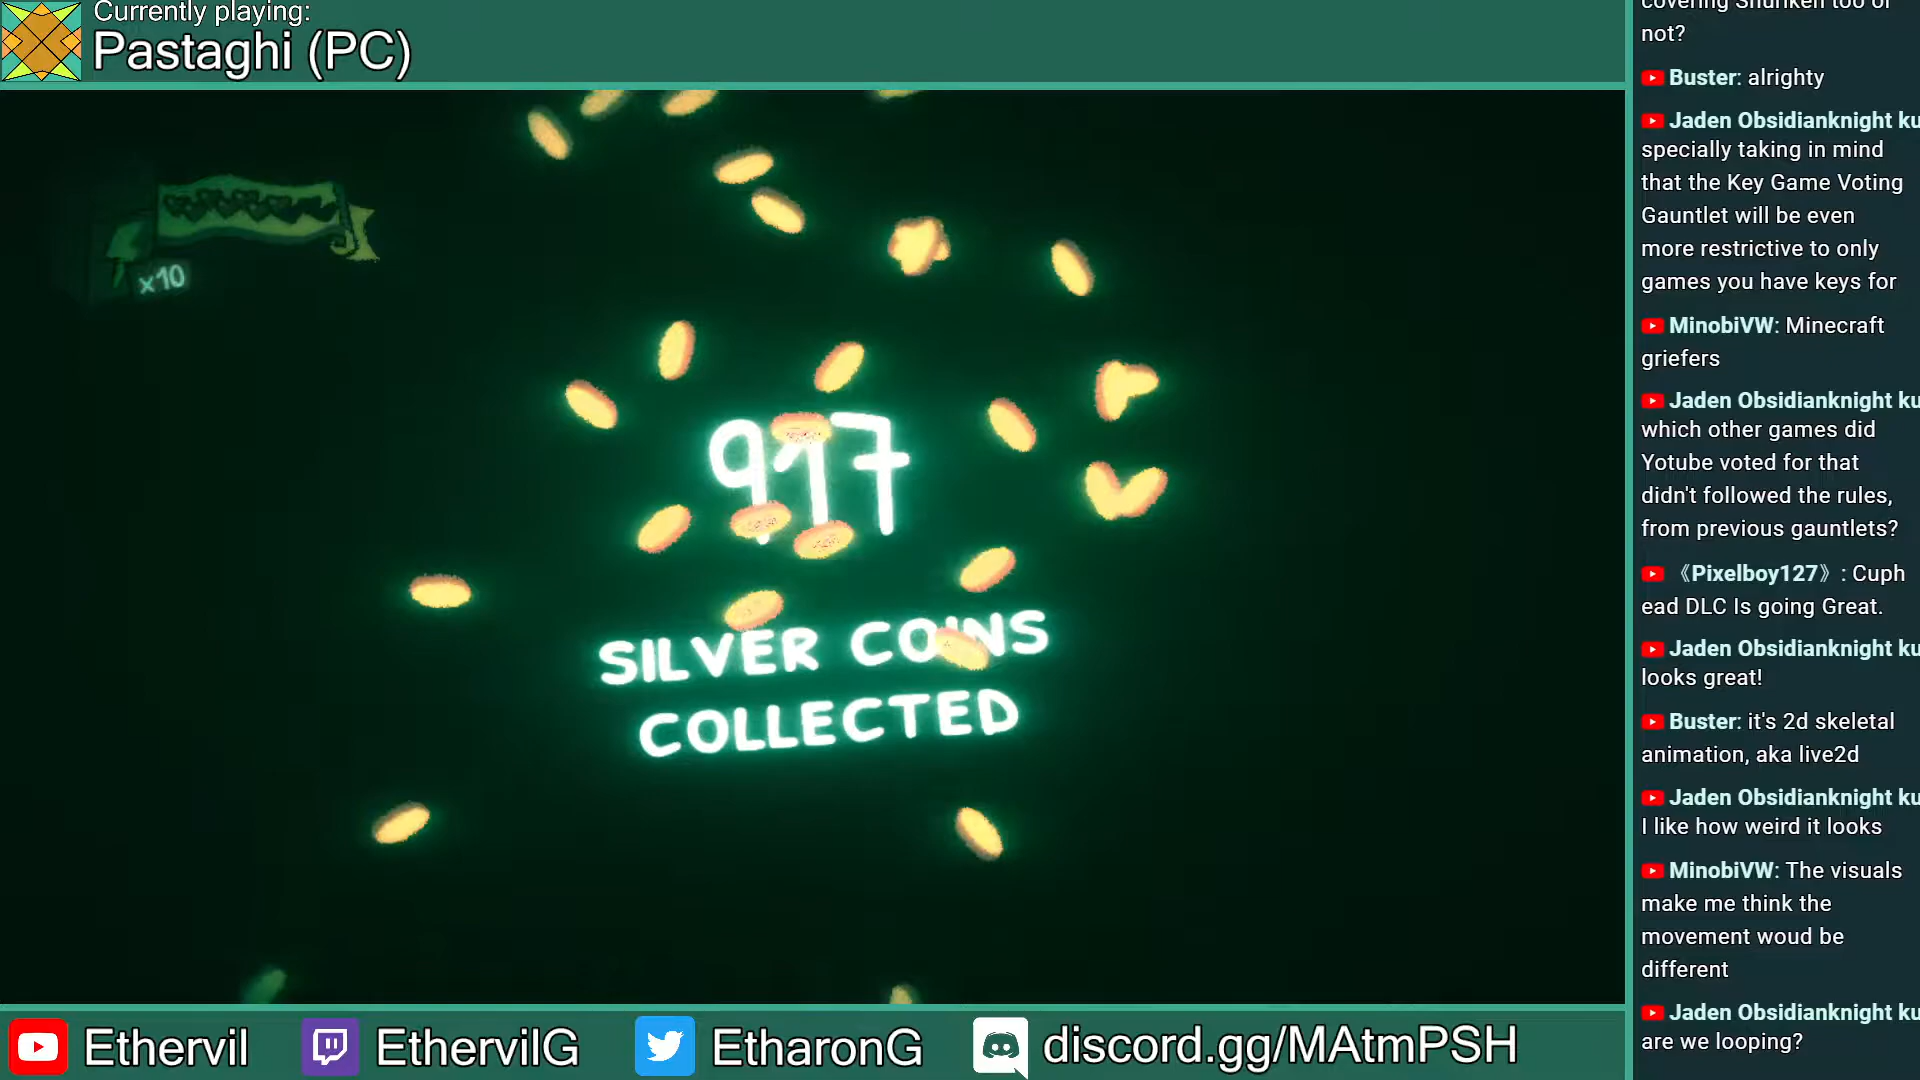 Currently playing:
Pastaghi (PC)
x10
917
SILVER COINS
COLLECTED
not?
Buster: alrighty
Jaden Obsidianknight ku
specially taking in mind
that the Key Game Voting
Gauntlet will be even
more restrictive to only
games you have keys for
MinobiVW: Minecraft
griefers
Jaden Obsidianknight ku
which other games did
Yotube voted for that
didn't followed the rules,
from previous gauntlets?
《Pixelboy127》: Cuph
ead DLC Is going Great.
Jaden Obsidianknight ku
looks great!
Buster: it's 2d skeletal
animation, aka live2d
Jaden Obsidianknight ku
I like how weird it looks
MinobiVW: The visuals
make me think the
movement woud be
different
Jaden Obsidianknight ku
are we looping?
Ethervil
EthervilG
EtharonG
discord.gg/MAtmPSH